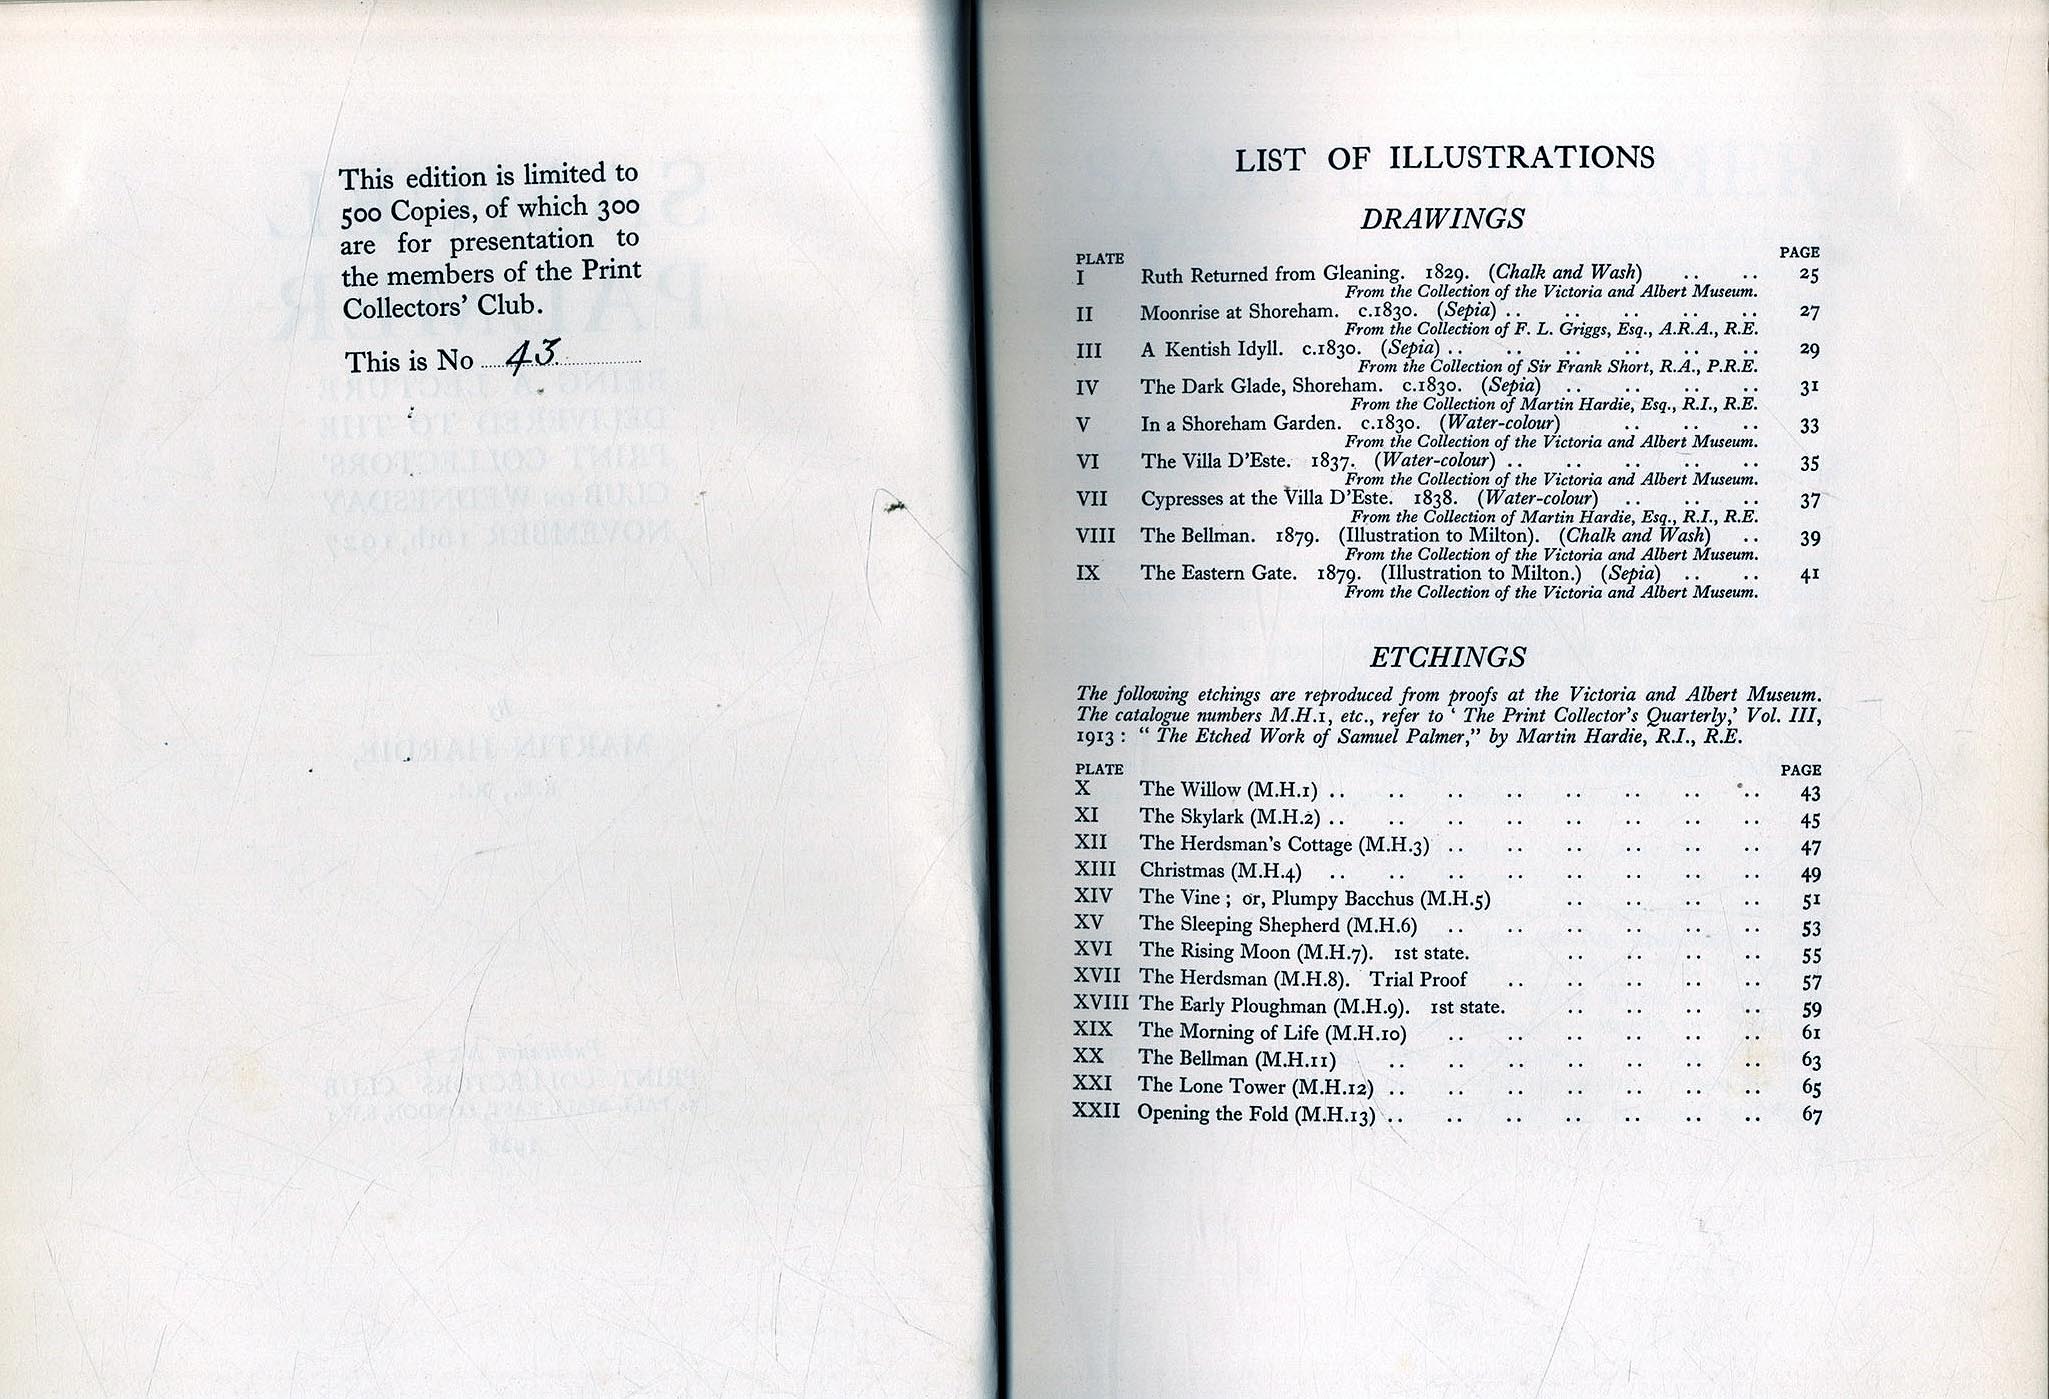 This edition is limited to
500 Copies, of which 300
are for presentation to
the members of the Print
Collectors' Club.
This is No ...... 43. ..............
LIST OF ILLUSTRATIONS
DRAWINGS
PLATE PAGE
I Ruth Returned from Gleaning. 1829. (Chalk and Wash) .. .. 25
From the Collection of the Victoria and Albert Museum.
II Moonrise at Shoreham. c.1830. (Sepia) .. .. .. .. .. 27
From the Collection of F. L. Griggs, Esq., A.R.A., R.E.
III A Kentish Idyll. c.1830. (Sepia) .. .. .. .. .. .. 29
From the Collection of Sir Frank Short, R.A., P.R.E.
IV The Dark Glade, Shoreham. c.1830. (Sepia) .. .. .. .. 31
From the Collection of Martin Hardie, Esq., R.I., R.E.
V In a Shoreham Garden. c.1830. (Water-colour) .. .. .. 33
From the Collection of the Victoria and Albert Museum.
VI The Villa D'Este. 1837. (Water-colour) .. .. .. .. .. 35
From the Collection of the Victoria and Albert Museum.
VII Cypresses at the Villa D'Este. 1838. (Water-colour) .. .. .. 37
From the Collection of Martin Hardie, Esq., R.I., R.E.
VIII The Bellman. 1879. (Illustration to Milton). (Chalk and Wash) .. 39
From the Collection of the Victoria and Albert Museum.
IX The Eastern Gate. 1879. (Illustration to Milton.) (Sepia) .. .. 41
From the Collection of the Victoria and Albert Museum.
ETCHINGS
The following etchings are reproduced from proofs at the Victoria and Albert Museum.
The catalogue numbers M.H.1, etc., refer to ' The Print Collector's Quarterly,' Vol. III,
1913 : " The Etched Work of Samuel Palmer," by Martin Hardie, R.I., R.E.
PLATE PAGE
X The Willow (M.H.1) .. .. .. .. .. .. .. .. 43
XI The Skylark (M.H.2) .. .. .. .. .. .. .. .. 45
XII The Herdsman's Cottage (M.H.3) .. .. .. .. .. .. 47
XIII Christmas (M.H.4) .. .. .. .. .. .. .. .. 49
XIV The Vine ; or, Plumpy Bacchus (M.H.5) .. .. .. .. 51
XV The Sleeping Shepherd (M.H.6) .. .. .. .. .. .. 53
XVI The Rising Moon (M.H.7). 1st state. .. .. .. .. 55
XVII The Herdsman (M.H.8). Trial Proof .. .. .. .. .. 57
XVIII The Early Ploughman (M.H.9). 1st state. .. .. .. .. 59
XIX The Morning of Life (M.H.10) .. .. .. .. .. .. 61
XX The Bellman (M.H.11) .. .. .. .. .. .. 63
XXI The Lone Tower (M.H.12) .. .. .. .. .. .. .. 65
XXII Opening the Fold (M.H.13) .. .. .. .. .. .. .. 67